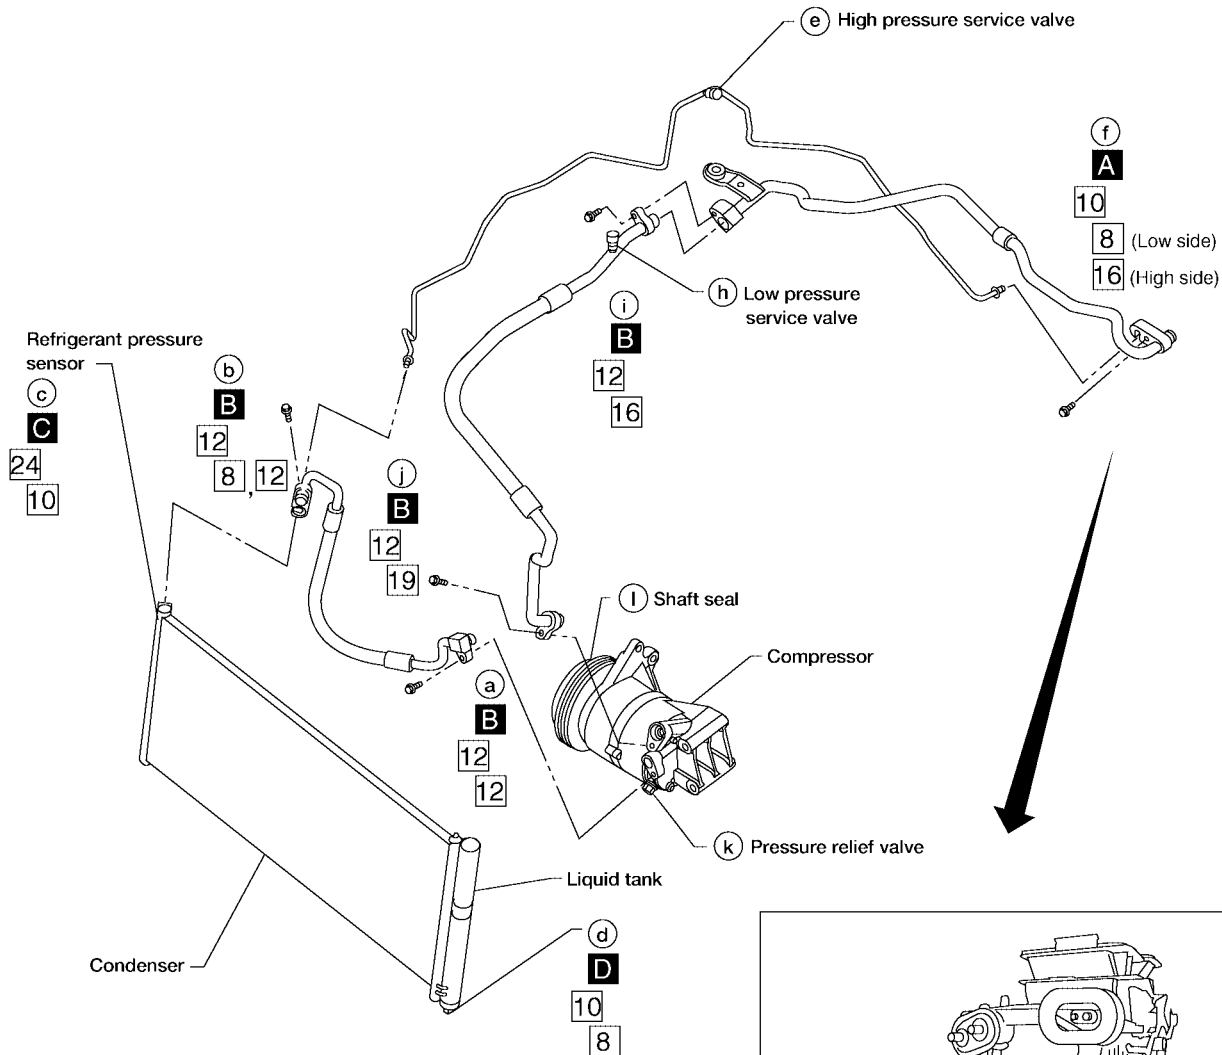 e High pressure service valve
f
A
10
8 (Low side)
16 (High side)
h Low pressure
service valve
i
B
12
16
Refrigerant pressure
sensor
c
C
24
10
b
B
12
8 , 12
j
B
12
19
l Shaft seal
Compressor
a
B
12
12
k Pressure relief valve
Liquid tank
Condenser
d
D
10
8